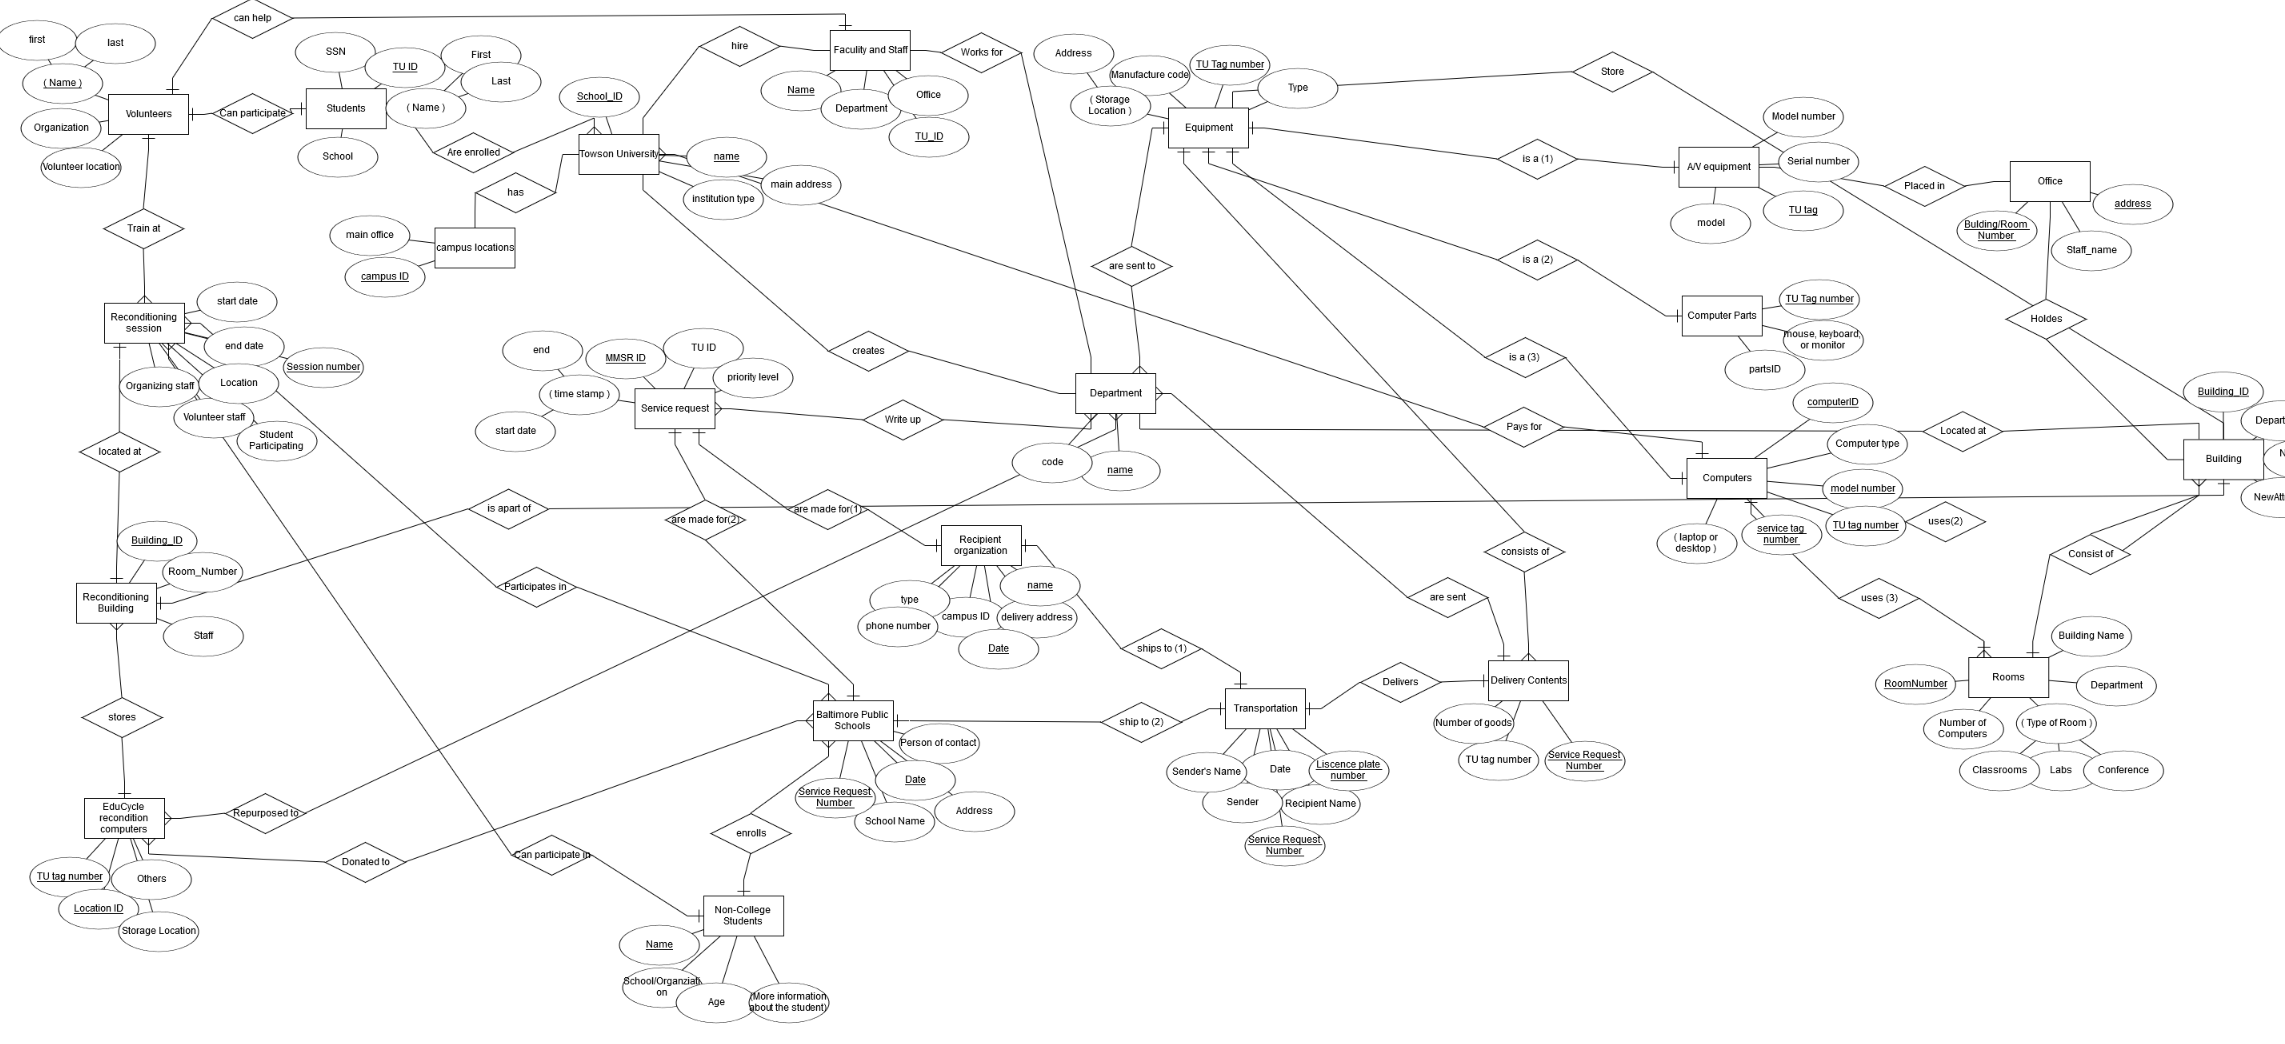 can help
first
last
( Name )
Volunteers
Organization
Volunteer location
SSN
TU ID
First
Last
( Name )
Can participate
Students
School
Are enrolled
School_ID
Towson University
name
main address
institution type
has
main office
campus locations
campus ID
hire
Faculity and Staff
Works for
Name
Department
Office
TU_ID
Address
Manufacture code
TU Tag number
( Storage
Location )
Type
Equipment
Store
Model number
is a (1)
A/V equipment
Serial number
model
TU tag
Placed in
Office
address
Bulding/Room
Number
Staff_name
Train at
are sent to
is a (2)
Computer Parts
TU Tag number
mouse, keyboard,
or monitor
partsID
Holdes
Reconditioning
session
start date
end date
Session number
Organizing staff
Location
Volunteer staff
Student
Participating
end
MMSR ID
TU ID
priority level
( time stamp )
Service request
start date
creates
is a (3)
Department
Write up
code
name
Pays for
computerID
Computer type
Computers
model number
TU tag number
service tag
number
( laptop or
desktop )
uses(2)
Located at
Building_ID
Building
located at
is apart of
are made for(2)
are made for(1)
Recipient
organization
type
name
campus ID
delivery address
phone number
Date
consists of
Consist of
Building_ID
Room_Number
Reconditioning
Building
Staff
Participates in
are sent
uses (3)
ships to (1)
Building Name
Rooms
RoomNumber
Department
Number of
Computers
( Type of Room )
Classrooms
Labs
Conference
stores
Baltimore Public
Schools
Person of contact
Date
Service Request
Number
School Name
Address
ship to (2)
Transportation
Delivers
Delivery Contents
Number of goods
TU tag number
Service Request
Number
Sender's Name
Date
Liscence plate
number
Sender
Recipient Name
Service Request
Number
EduCycle
recondition
computers
Repurposed to
Donated to
TU tag number
Others
Location ID
Storage Location
Can participate in
enrolls
Non-College
Students
Name
School/Organziati
on
Age
(More information
about the student)